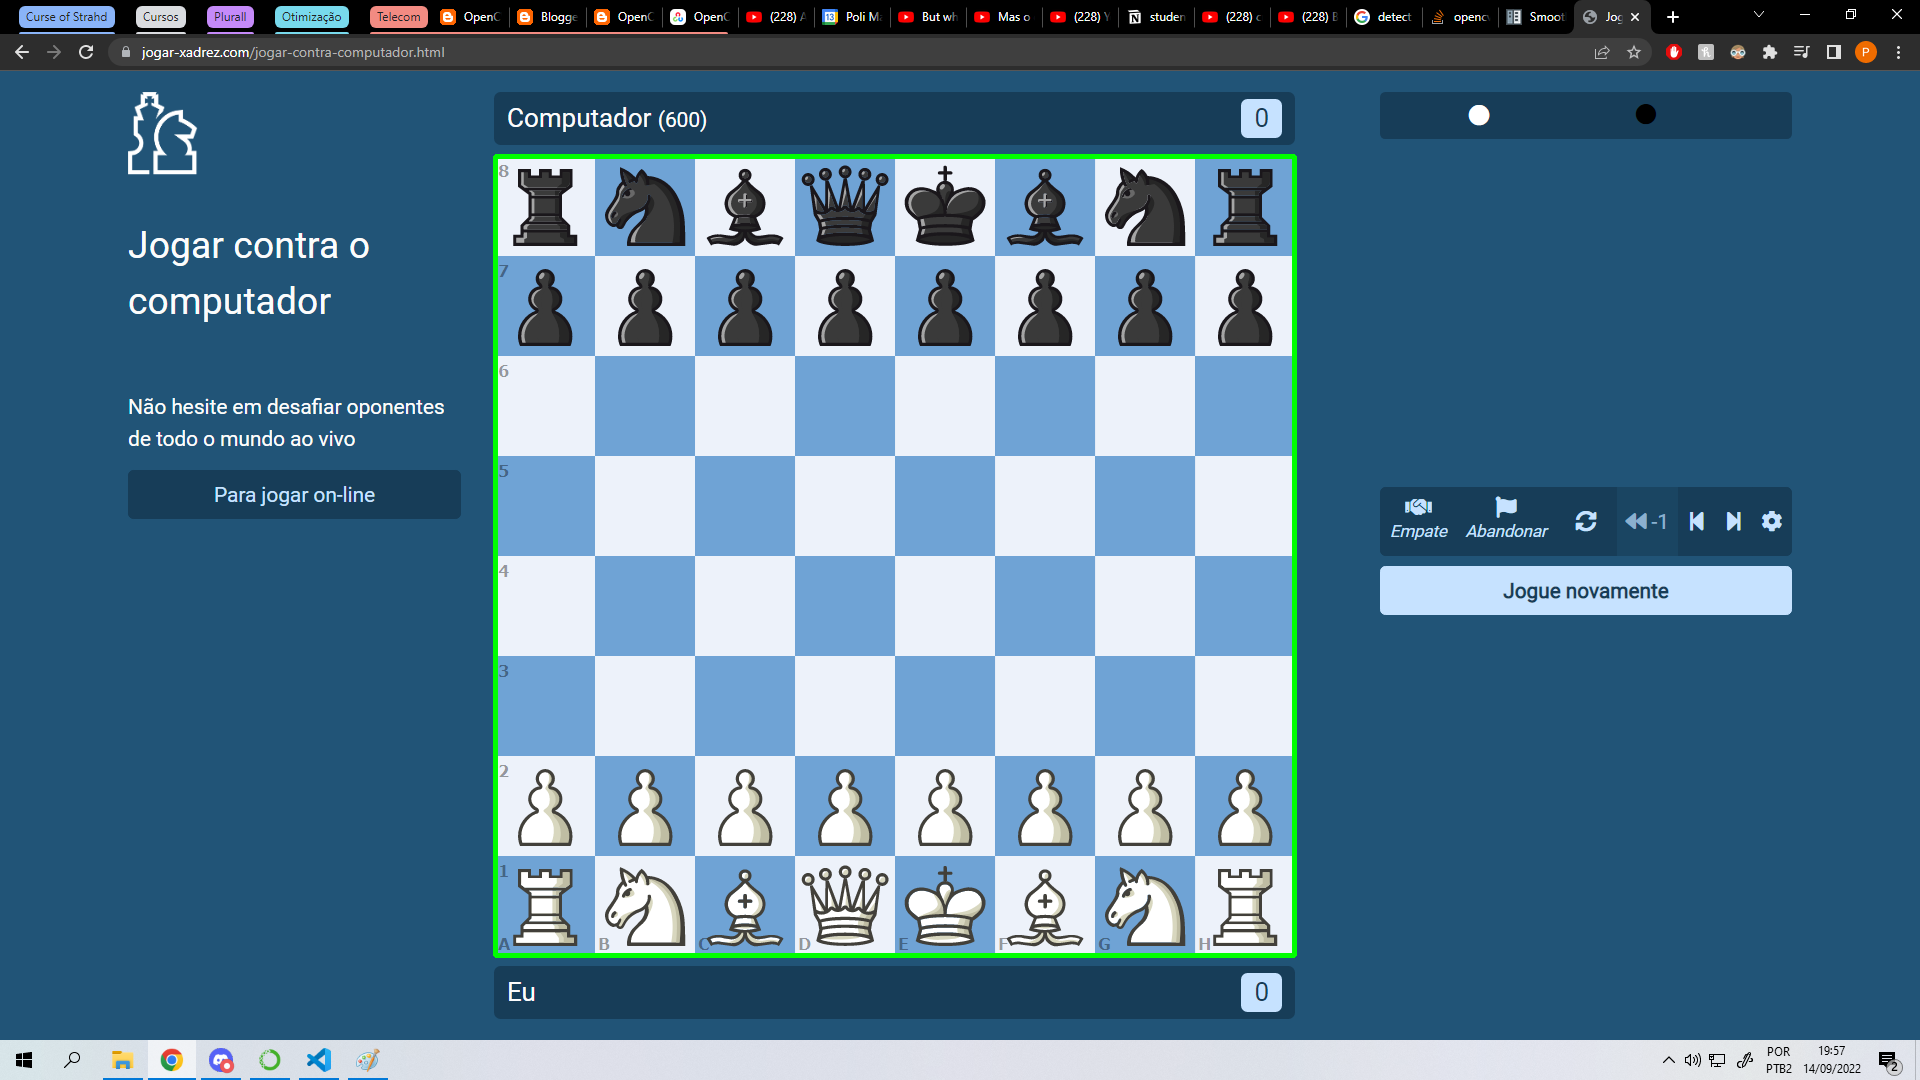 Curse of Strahd Cursos Plurall Otimização Telecom OpenC Blogge OpenC OpenC (228) A Poli Ma But wh Mas o (228) Y studen (228) c (228) E detect openc Smoot Jog
jogar-xadrez.com/jogar-contra-computador.html
Computador (600) 0
Jogar contra o
computador
Não hesite em desafiar oponentes
de todo o mundo ao vivo
Para jogar on-line
8
7
6
5
4
3
2
1
A B C D E F G H
Eu 0
Empate Abandonar -1
Jogue novamente
P
POR
PTB2
19:57
14/09/2022
2